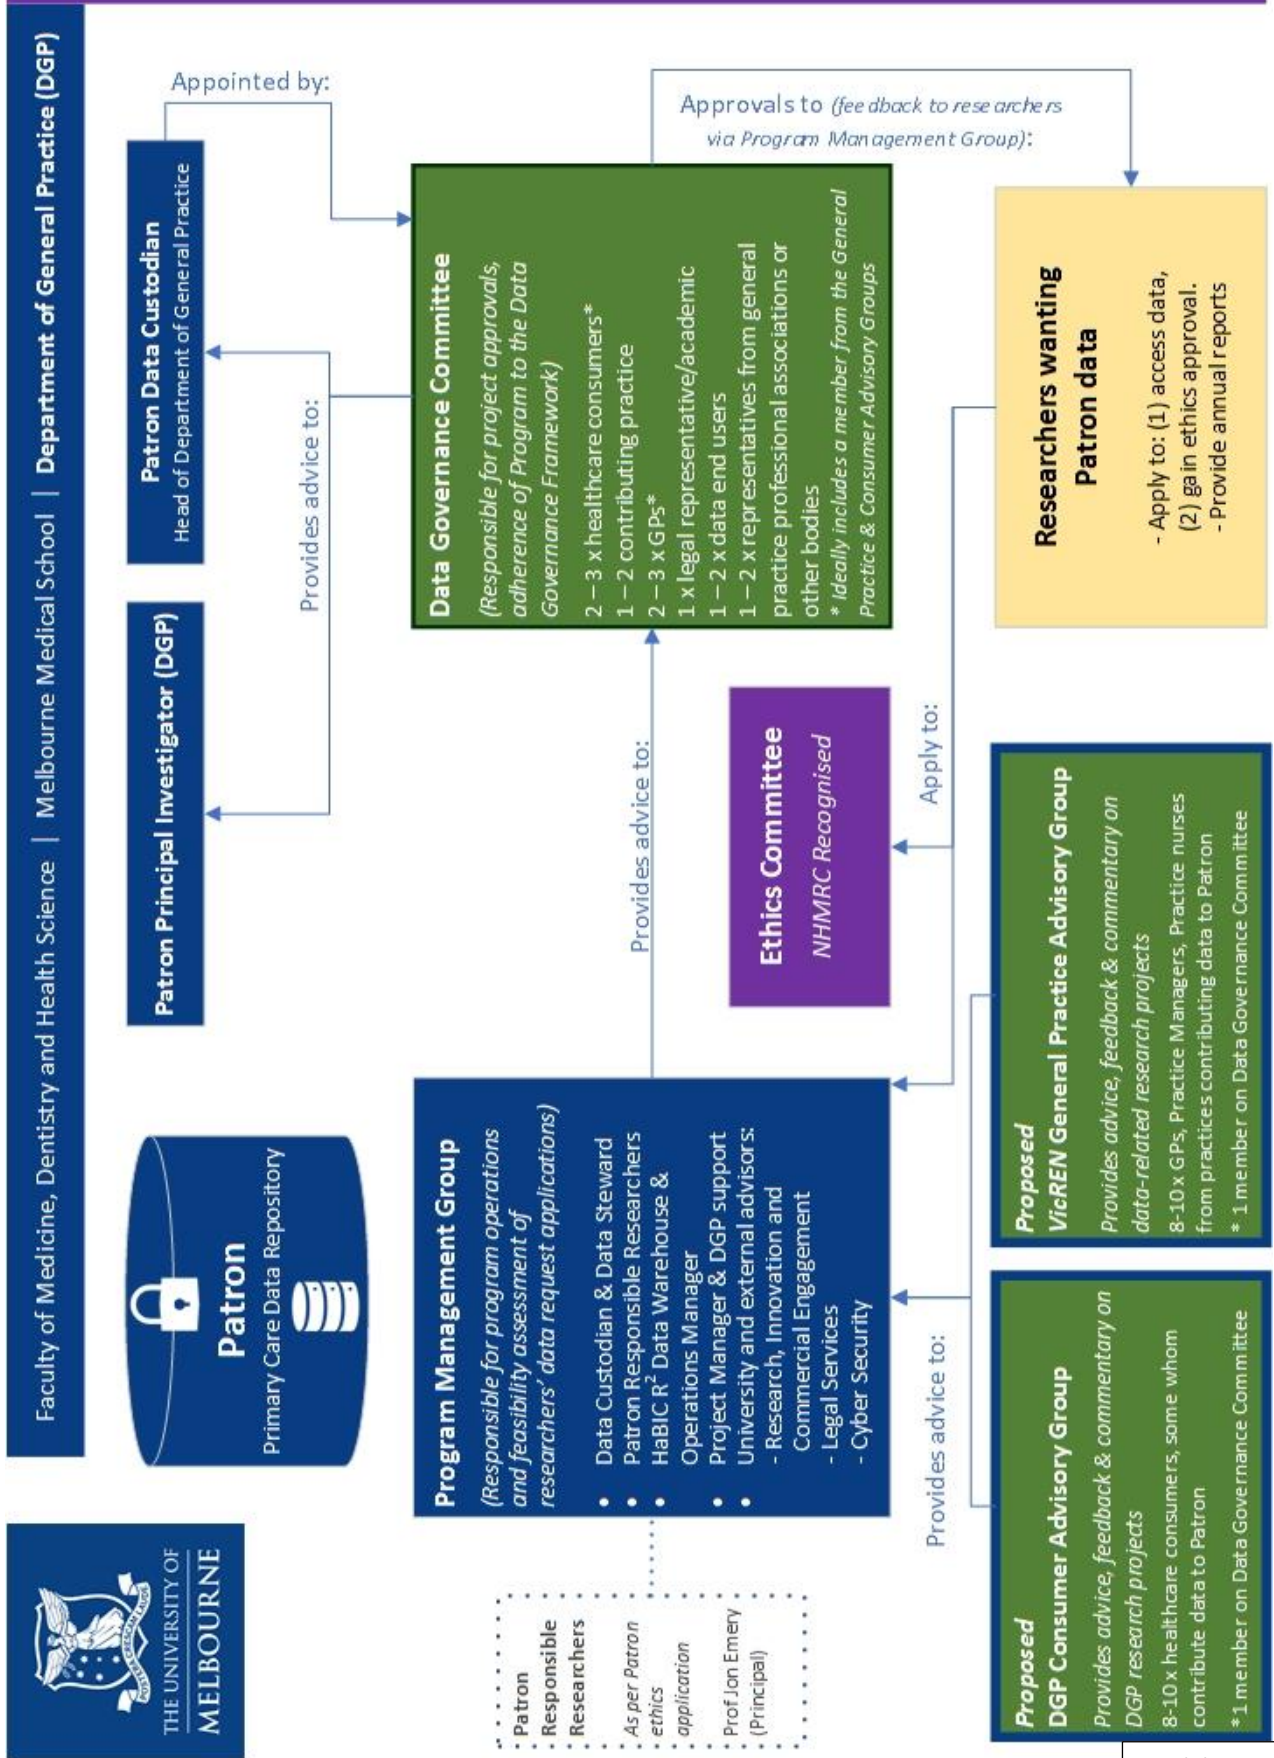 THE UNIVERSITY OF
MELBOURNE
Faculty of Medicine, Dentistry and Health Science | Melbourne Medical School | Department of General Practice (DGP)
Patron
Primary Care Data Repository
Patron Principal Investigator (DGP)
Patron Data Custodian
Head of Department of General Practice
Appointed by:
Provides advice to:
Patron
Responsible
Researchers
As per Patron
ethics
application
Prof Jon Emery
(Principal)
Program Management Group
(Responsible for program operations
and feasibility assessment of
researchers’ data request applications)
• Data Custodian & Data Steward
• Patron Responsible Researchers
• HaBIC R² Data Warehouse &
Operations Manager
• Project Manager & DGP support
• University and external advisors:
- Research, Innovation and
Commercial Engagement
- Legal Services
- Cyber Security
Provides advice to:
Data Governance Committee
(Responsible for project approvals,
adherence of Program to the Data
Governance Framework)
2 – 3 x healthcare consumers*
1 – 2 contributing practice
2 – 3 x GPs*
1 x legal representative/academic
1 – 2 x data end users
1 – 2 x representatives from general
practice professional associations or
other bodies
* Ideally includes a member from the General
Practice & Consumer Advisory Groups
Approvals to (feedback to researchers
via Program Management Group):
Ethics Committee
NHMRC Recognised
Provides advice to:
Apply to:
Proposed
DGP Consumer Advisory Group
Provides advice, feedback & commentary on
DGP research projects
8-10 x healthcare consumers, some whom
contribute data to Patron
*1 member on Data Governance Committee
Proposed
VicREN General Practice Advisory Group
Provides advice, feedback & commentary on
data-related research projects
8-10 x GPs, Practice Managers, Practice nurses
from practices contributing data to Patron
* 1 member on Data Governance Committee
Researchers wanting
Patron data
- Apply to: (1) access data,
(2) gain ethics approval.
- Provide annual reports